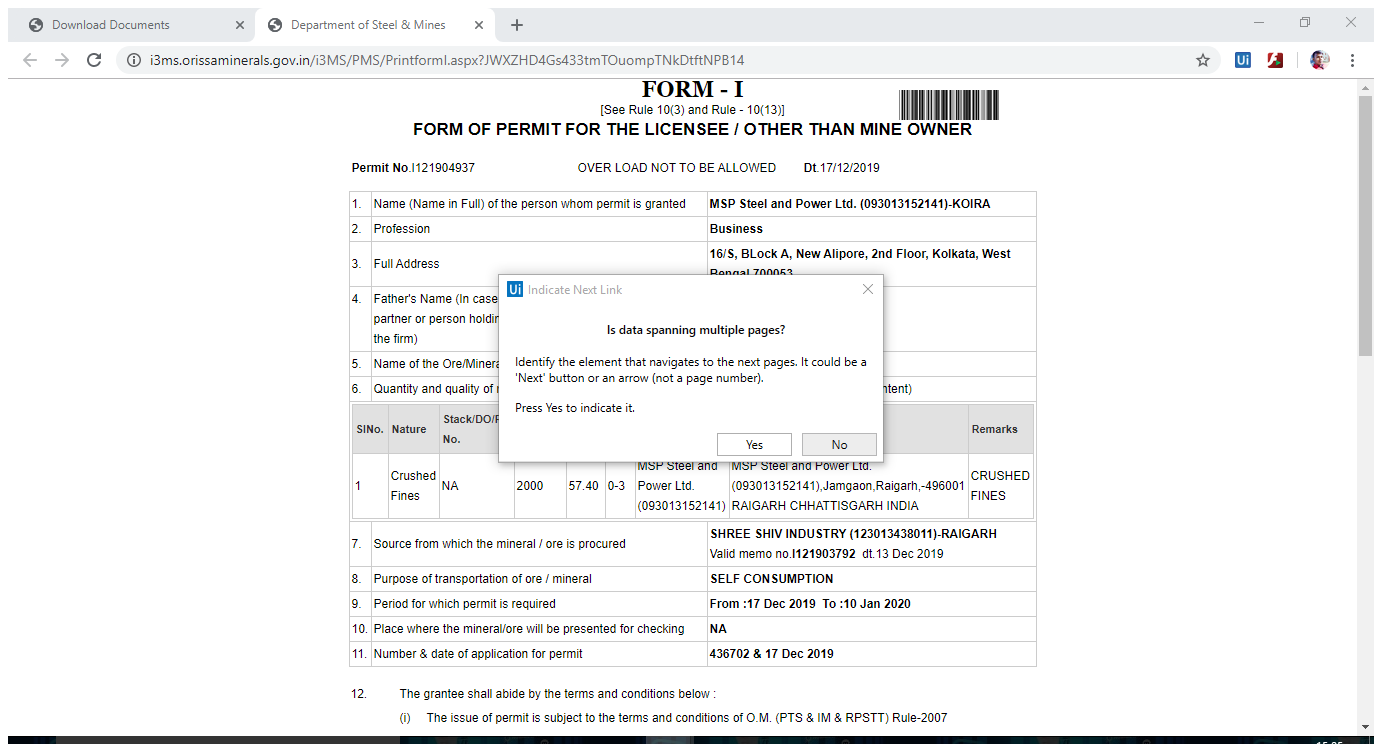 Download Documents
Department of Steel & Mines
i3ms.orissaminerals.gov.in/i3MS/PMS/Printforml.aspx?JWXZHD4Gs433tmTOuompTNkDtftNPB14
Ui
FORM - I
[See Rule 10(3) and Rule - 10(13)]
FORM OF PERMIT FOR THE LICENSEE / OTHER THAN MINE OWNER
Permit No.I121904937 OVER LOAD NOT TO BE ALLOWED Dt.17/12/2019
1. Name (Name in Full) of the person whom permit is granted MSP Steel and Power Ltd. (093013152141)-KOIRA
2. Profession Business
3. Full Address 16/S, BLock A, New Alipore, 2nd Floor, Kolkata, West
Bengal 700053
4. Father's Name (In case
partner or person holdin
the firm)
5. Name of the Ore/Minera
6. Quantity and quality of
ntent)
Ui Indicate Next Link
Is data spanning multiple pages?
Identify the element that navigates to the next pages. It could be a
'Next' button or an arrow (not a page number).
Press Yes to indicate it.
Yes No
SlNo. Nature Stack/DO/
No. Remarks
1 Crushed
Fines NA 2000 57.40 0-3 MSP Steel and
Power Ltd.
(093013152141) MSP Steel and Power Ltd.
(093013152141),Jamgaon,Raigarh,-496001
RAIGARH CHHATTISGARH INDIA CRUSHED
FINES
7. Source from which the mineral / ore is procured SHREE SHIV INDUSTRY (123013438011)-RAIGARH
Valid memo no.I121903792 dt.13 Dec 2019
8. Purpose of transportation of ore / mineral SELF CONSUMPTION
9. Period for which permit is required From :17 Dec 2019 To :10 Jan 2020
10. Place where the mineral/ore will be presented for checking NA
11. Number & date of application for permit 436702 & 17 Dec 2019
12. The grantee shall abide by the terms and conditions below :
(i) The issue of permit is subject to the terms and conditions of O.M. (PTS & IM & RPSTT) Rule-2007